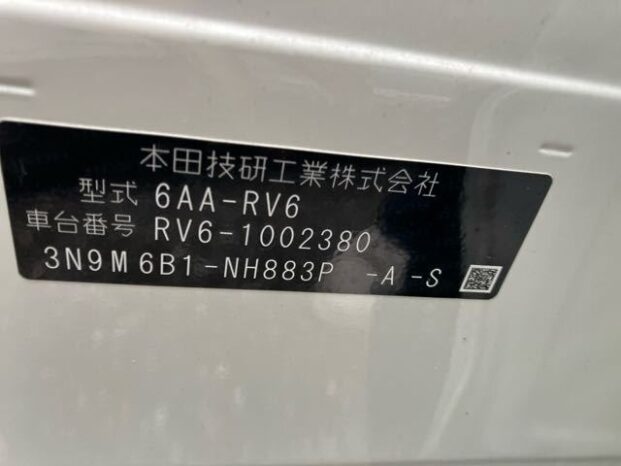 本田技研工業株式会社
型式 6AA-RV6
車台番号 RV6-1002380
3N9M6B1-NH883P -A -S